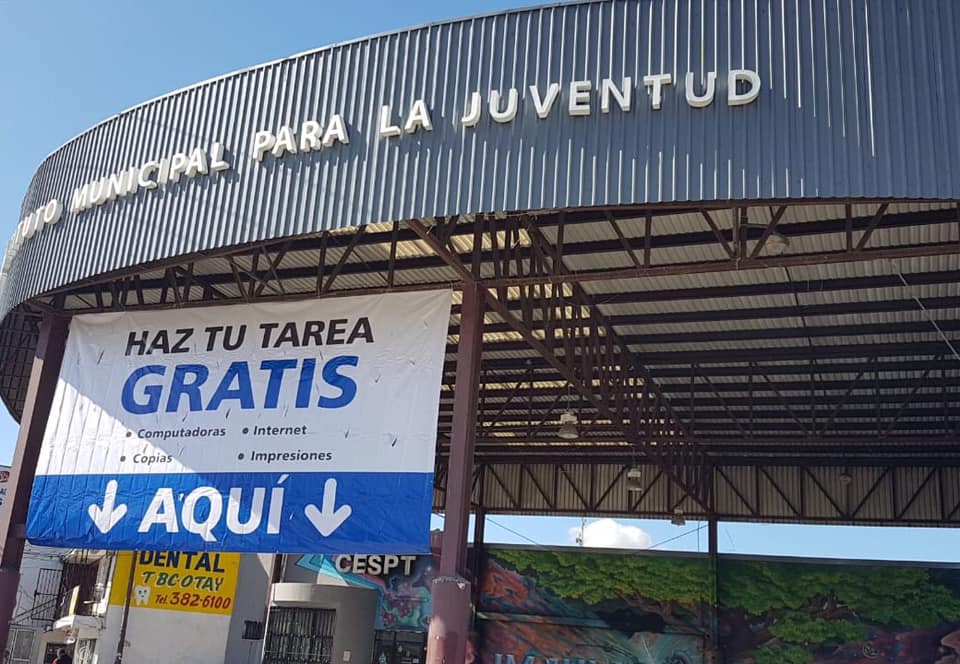 MUNICIPAL PARA LA JUVENTUD
HAZ TU TAREA
GRATIS
• Computadoras • Internet
• Copias • Impresiones
AQUÍ
DENTAL
TBC OTAY
Tel. 382-6100
CESPT